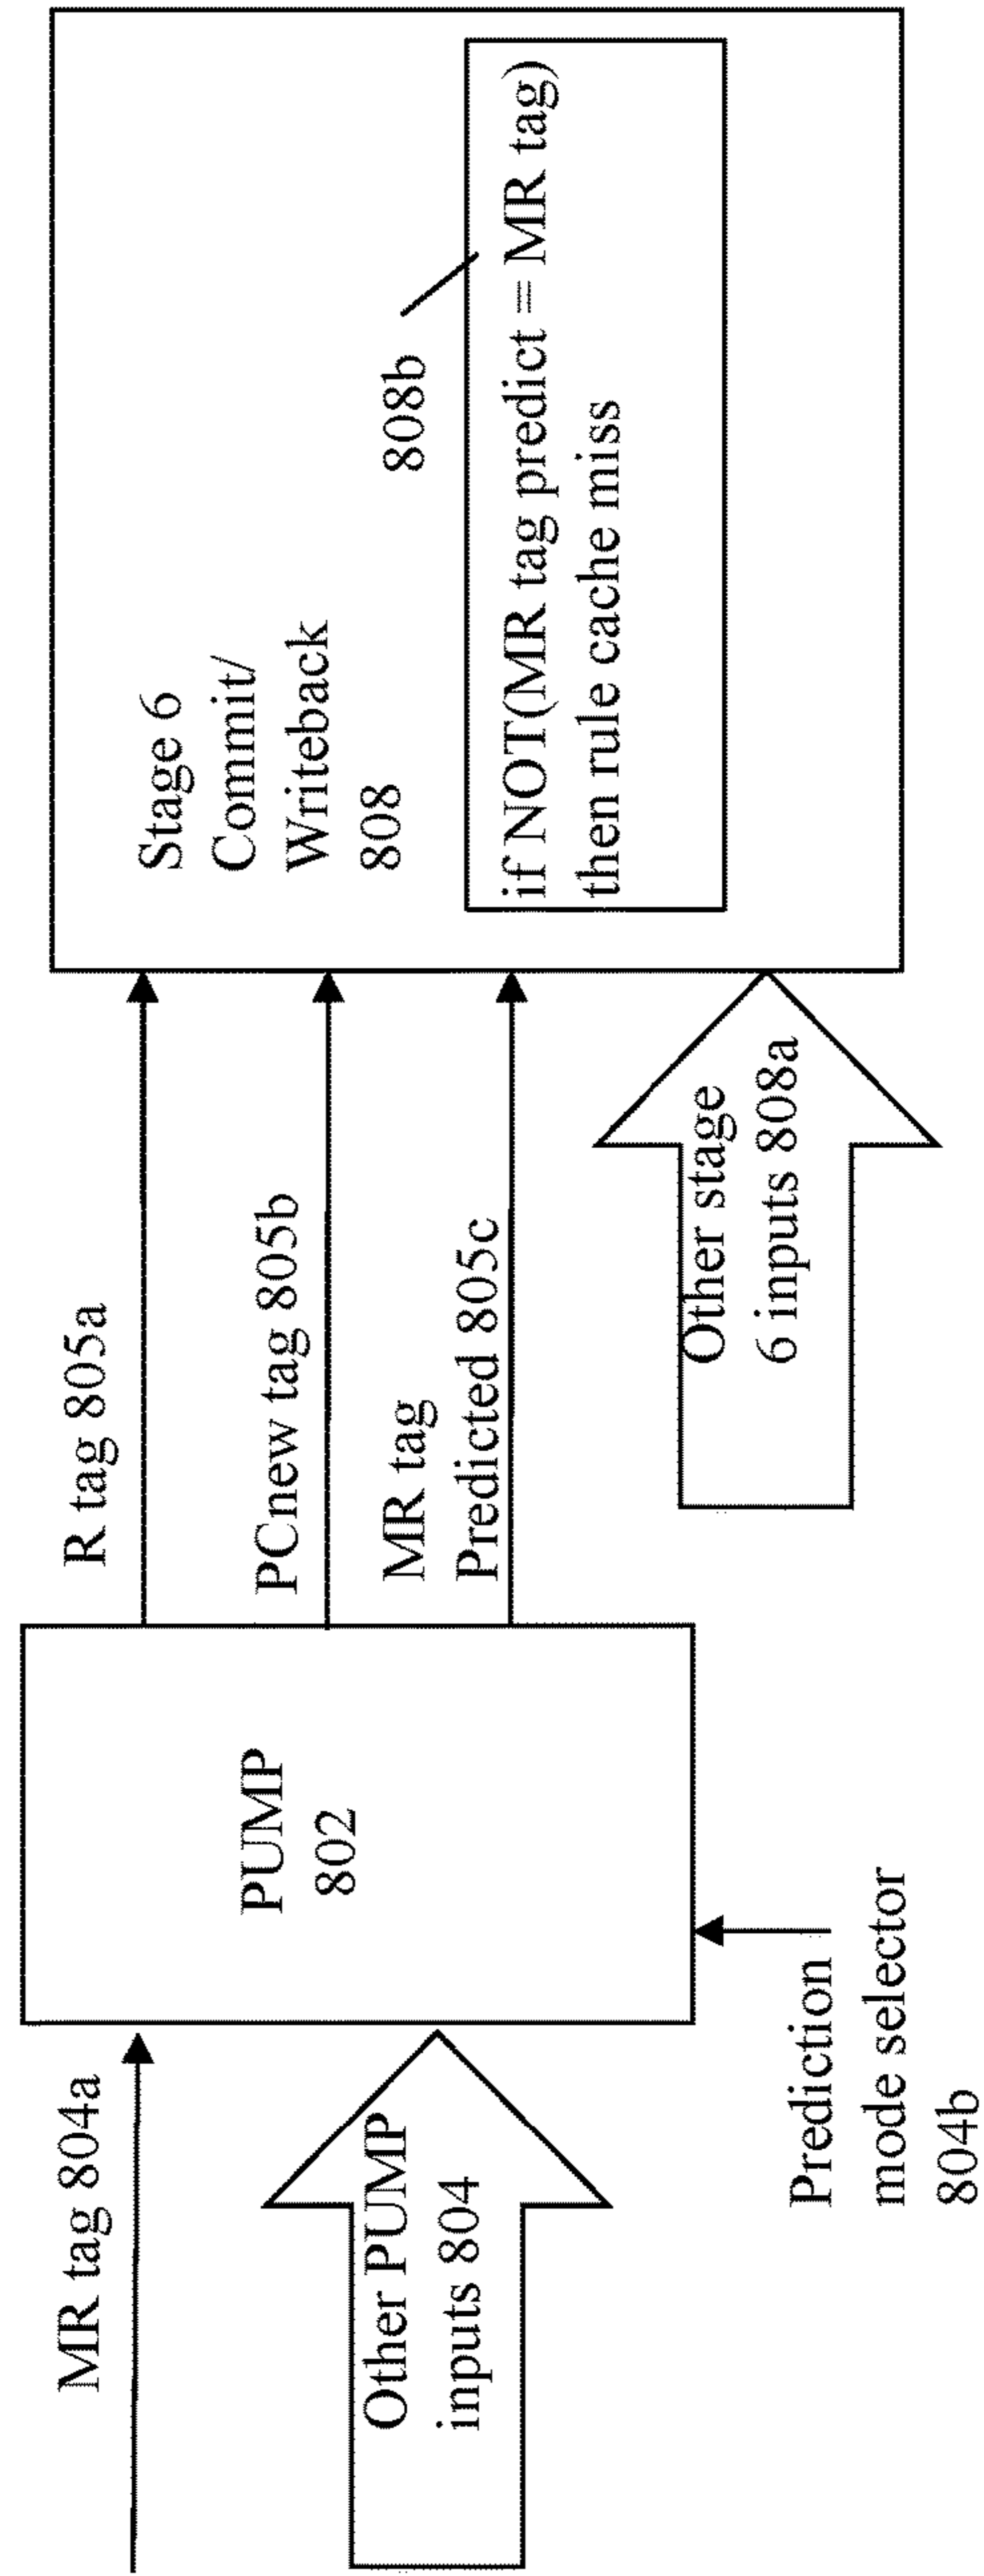 MR tag 804a
Other PUMP
inputs 804
Prediction
mode selector
804b
PUMP
802
R tag 805a
PCnew tag 805b
MR tag
Predicted 805c
Other stage
6 inputs 808a
Stage 6
Commit/
Writeback
808
808b
if NOT(MR tag predict = MR tag)
then rule cache miss